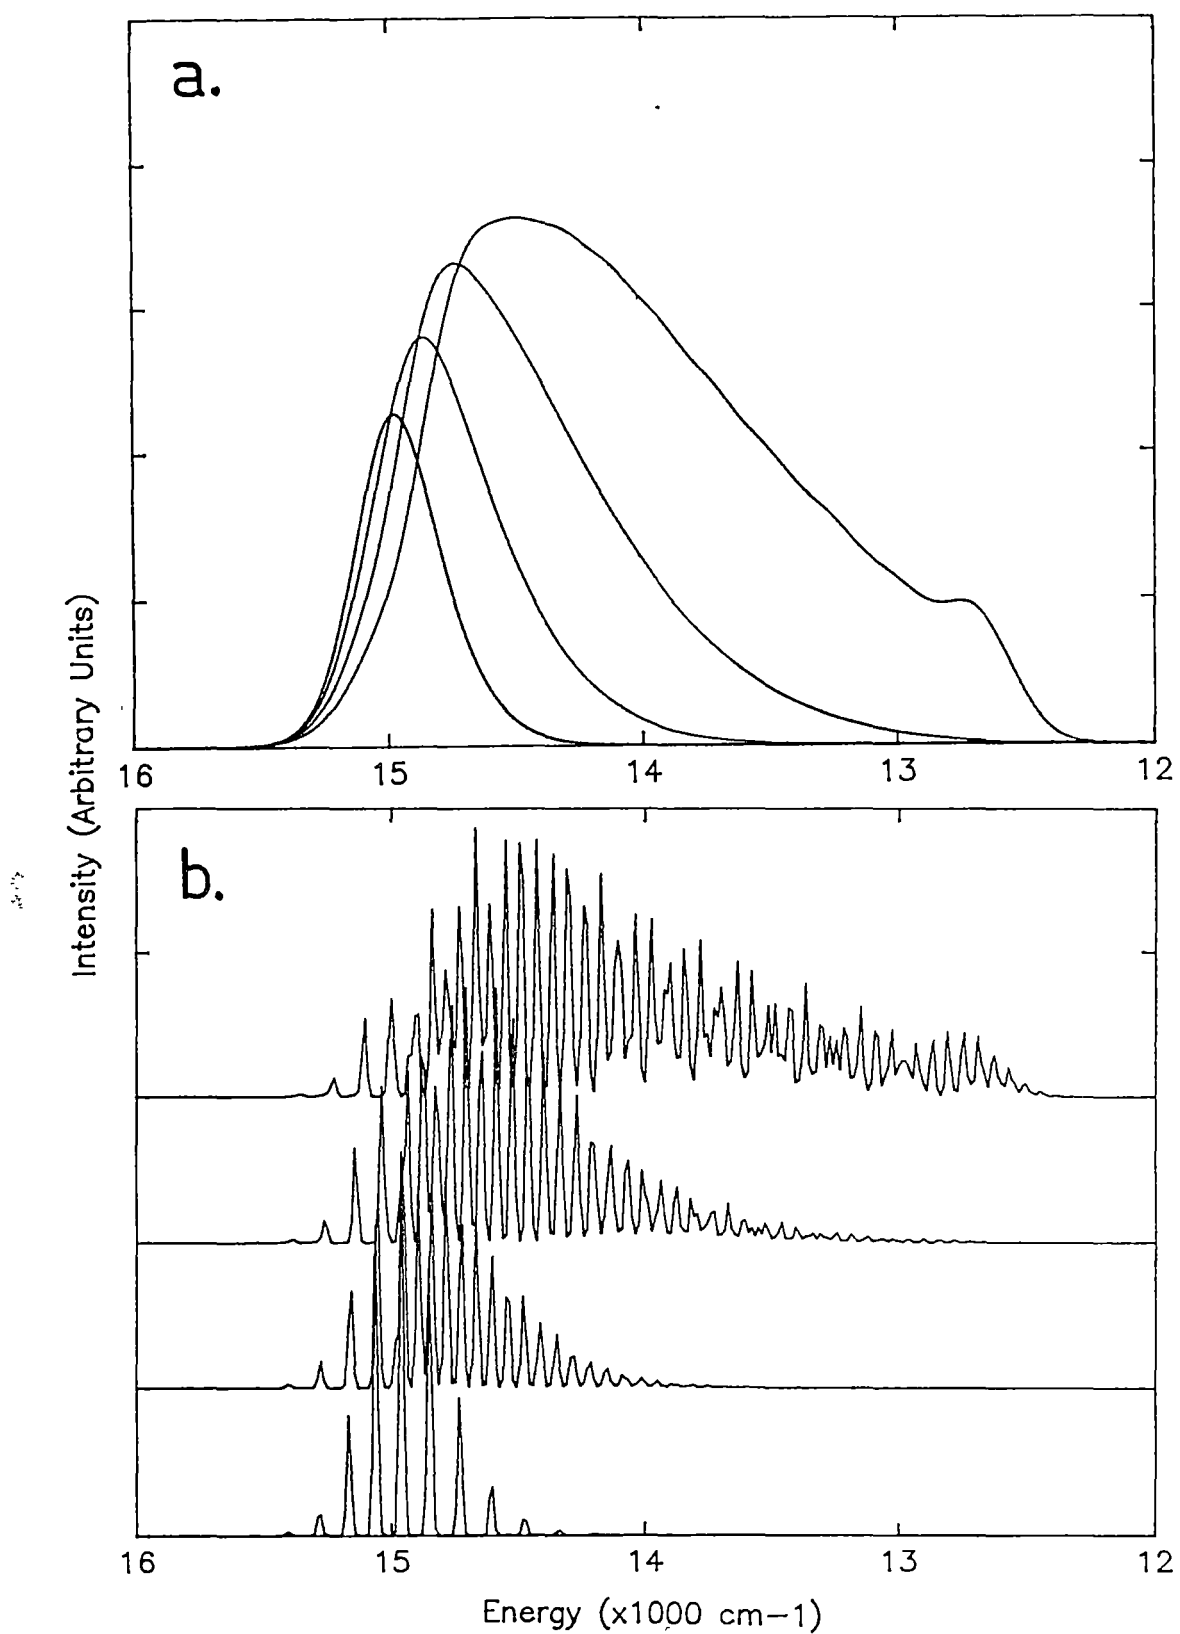 a.
16 15 14 13 12
b.
16 15 14 13 12
Intensity (Arbitrary Units)
Energy (x1000 cm-1)